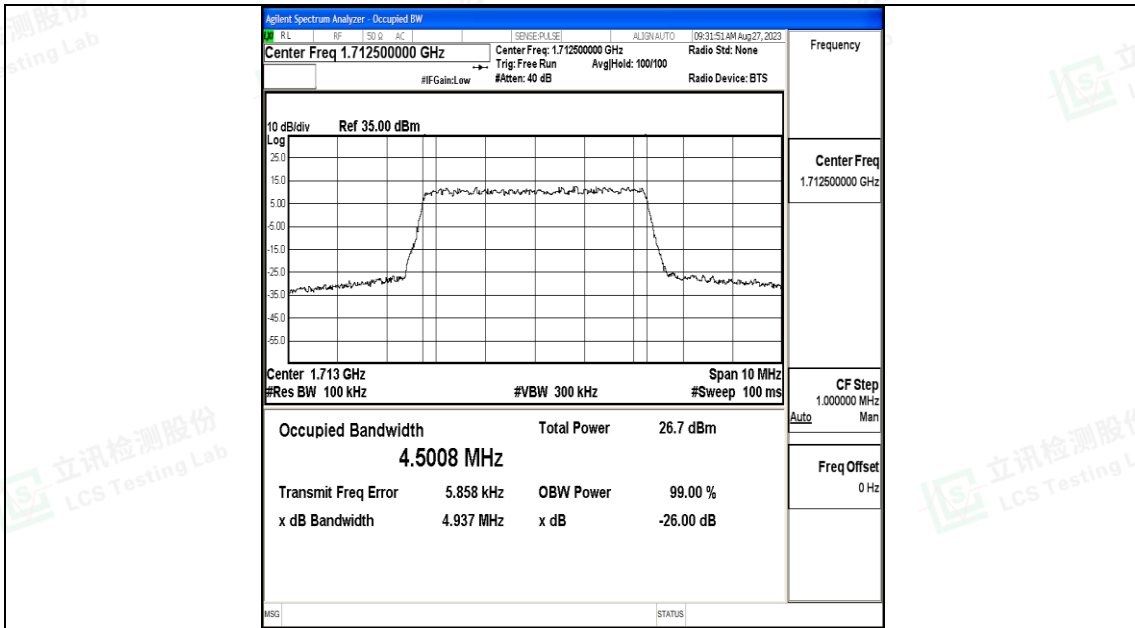 Agilent Spectrum Analyzer - Occupied BW
RL RF 50 Ω AC SENSE:PULSE ALIGN AUTO 09:31:51 AM Aug 27, 2023
Center Freq 1.712500000 GHz
Center Freq: 1.712500000 GHz Radio Std: None
Trig: Free Run Avg|Hold: 100/100
#IFGain:Low #Atten: 40 dB Radio Device: BTS
Frequency
10 dB/div Ref 35.00 dBm
Log
25.0
15.0
5.00
-5.00
-15.0
-25.0
-35.0
-45.0
-55.0
Center Freq
1.712500000 GHz
Center 1.713 GHz Span 10 MHz
#Res BW 100 kHz #VBW 300 kHz #Sweep 100 ms
CF Step
1.000000 MHz
Auto Man
Occupied Bandwidth Total Power 26.7 dBm
4.5008 MHz
Transmit Freq Error 5.858 kHz OBW Power 99.00 %
x dB Bandwidth 4.937 MHz x dB -26.00 dB
Freq Offset
0 Hz
MSG STATUS
立讯检测股份
LCS Testing Lab
立讯检测股份
LCS Testing L
测股份
esting Lab